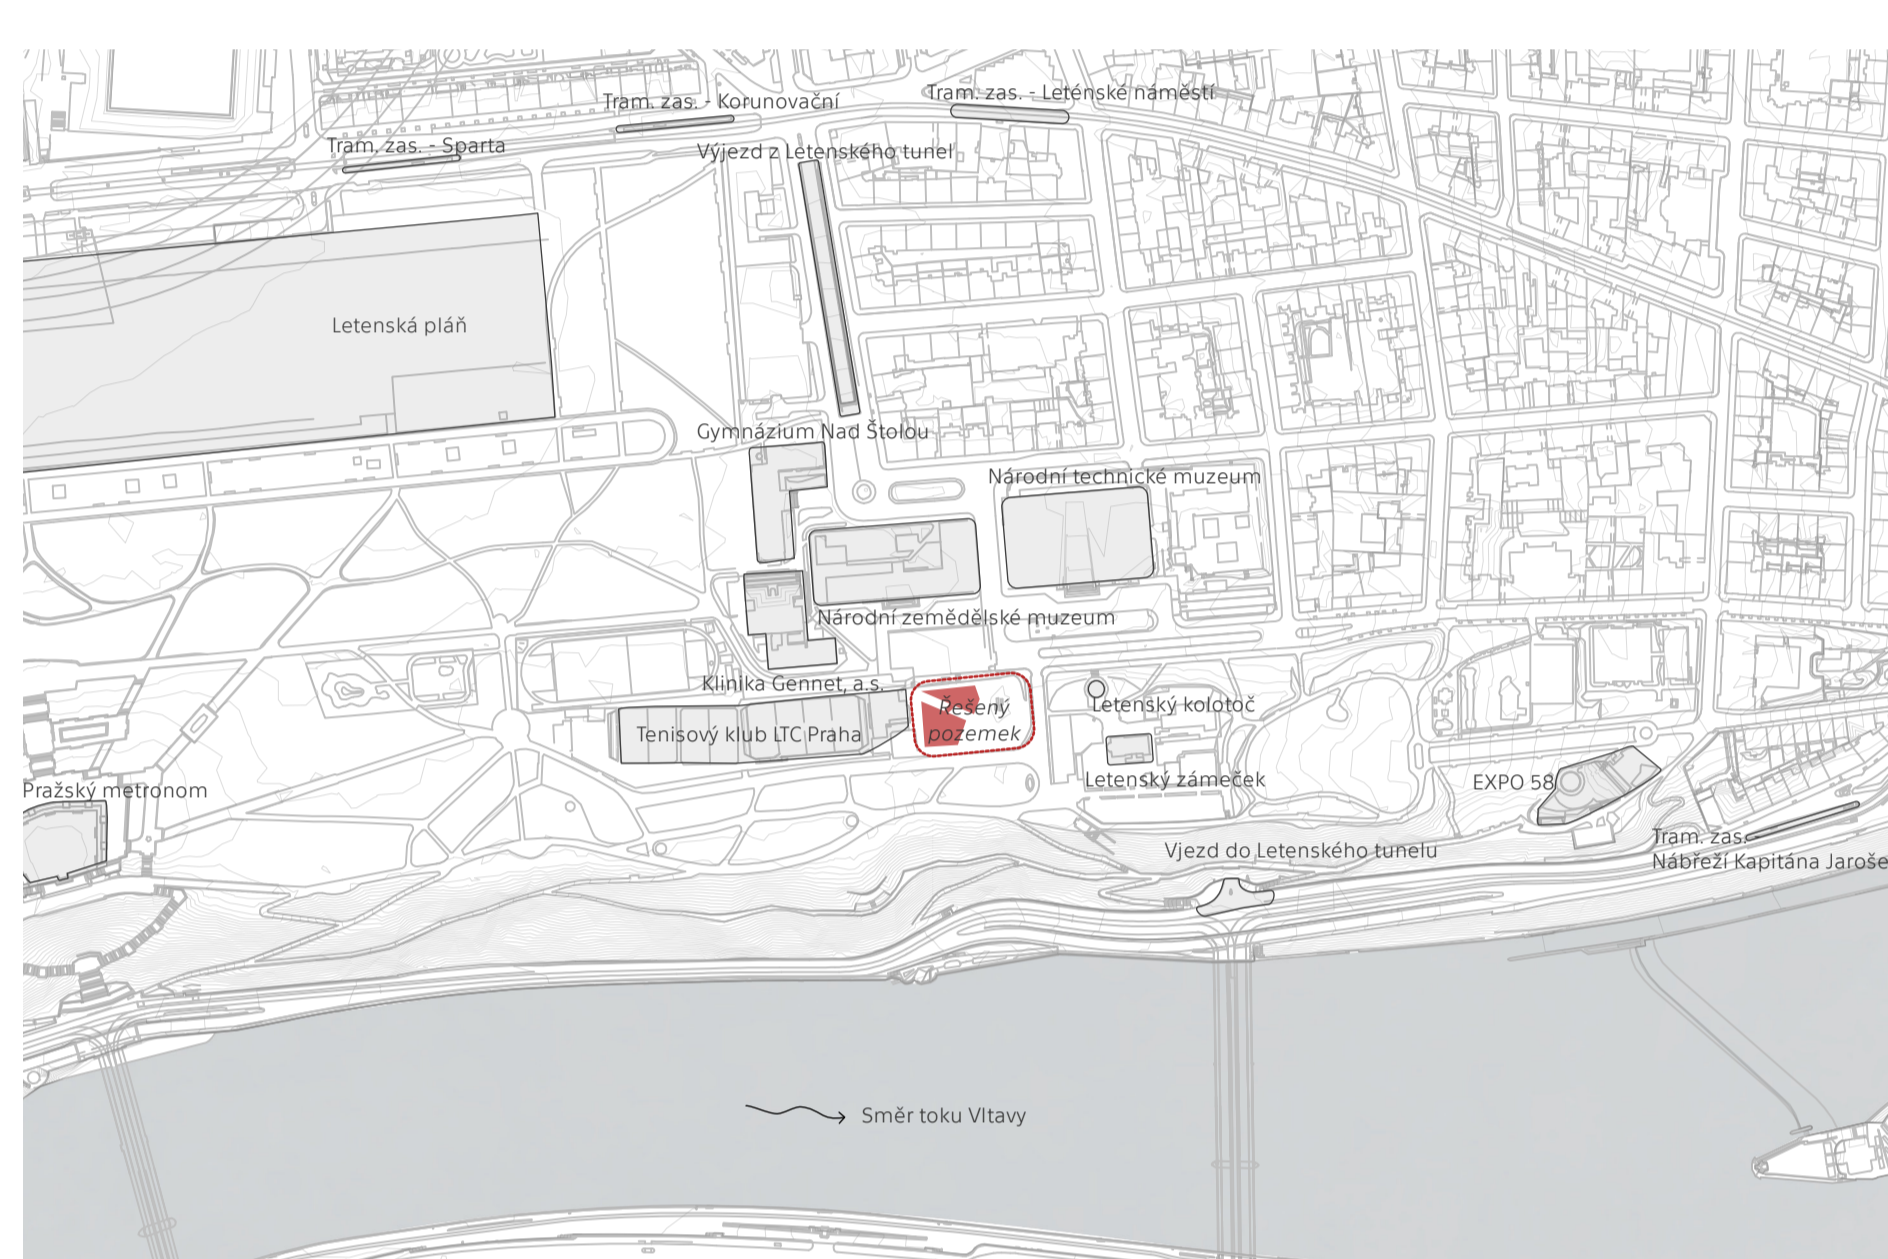 Tram. zas. - Letenské náměstí
Tram. zas. - Korunovační
Tram. zas. - Sparta
Výjezd z Letenského tunel
Letenská pláň
Gymnázium Nad Štolou
Národní technické muzeum
Národní zemědělské muzeum
Klinika Gennet, a.s.
Řešený
pozemek
Letenský kolotoč
Tenisový klub LTC Praha
Letenský zámeček
EXPO 58
Pražský metronom
Tram. zas. -
Nábřeží Kapitána Jaroše
Vjezd do Letenského tunelu
Směr toku Vltavy